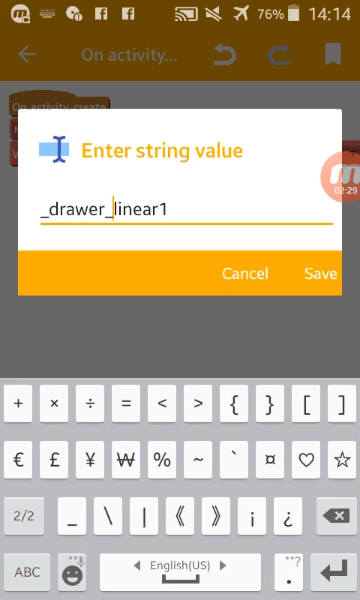 76% 14:14
On activity...
On activity create
Enter string value
02:29
_drawer_linear1
Cancel Save
+ × ÷ = < > { } [ ]
€ £ ¥ ₩ % ~ ` ¤ ♡ ☆
2/2 _ \ | 《 》 ¡ ¿
ABC English(US) . ...?